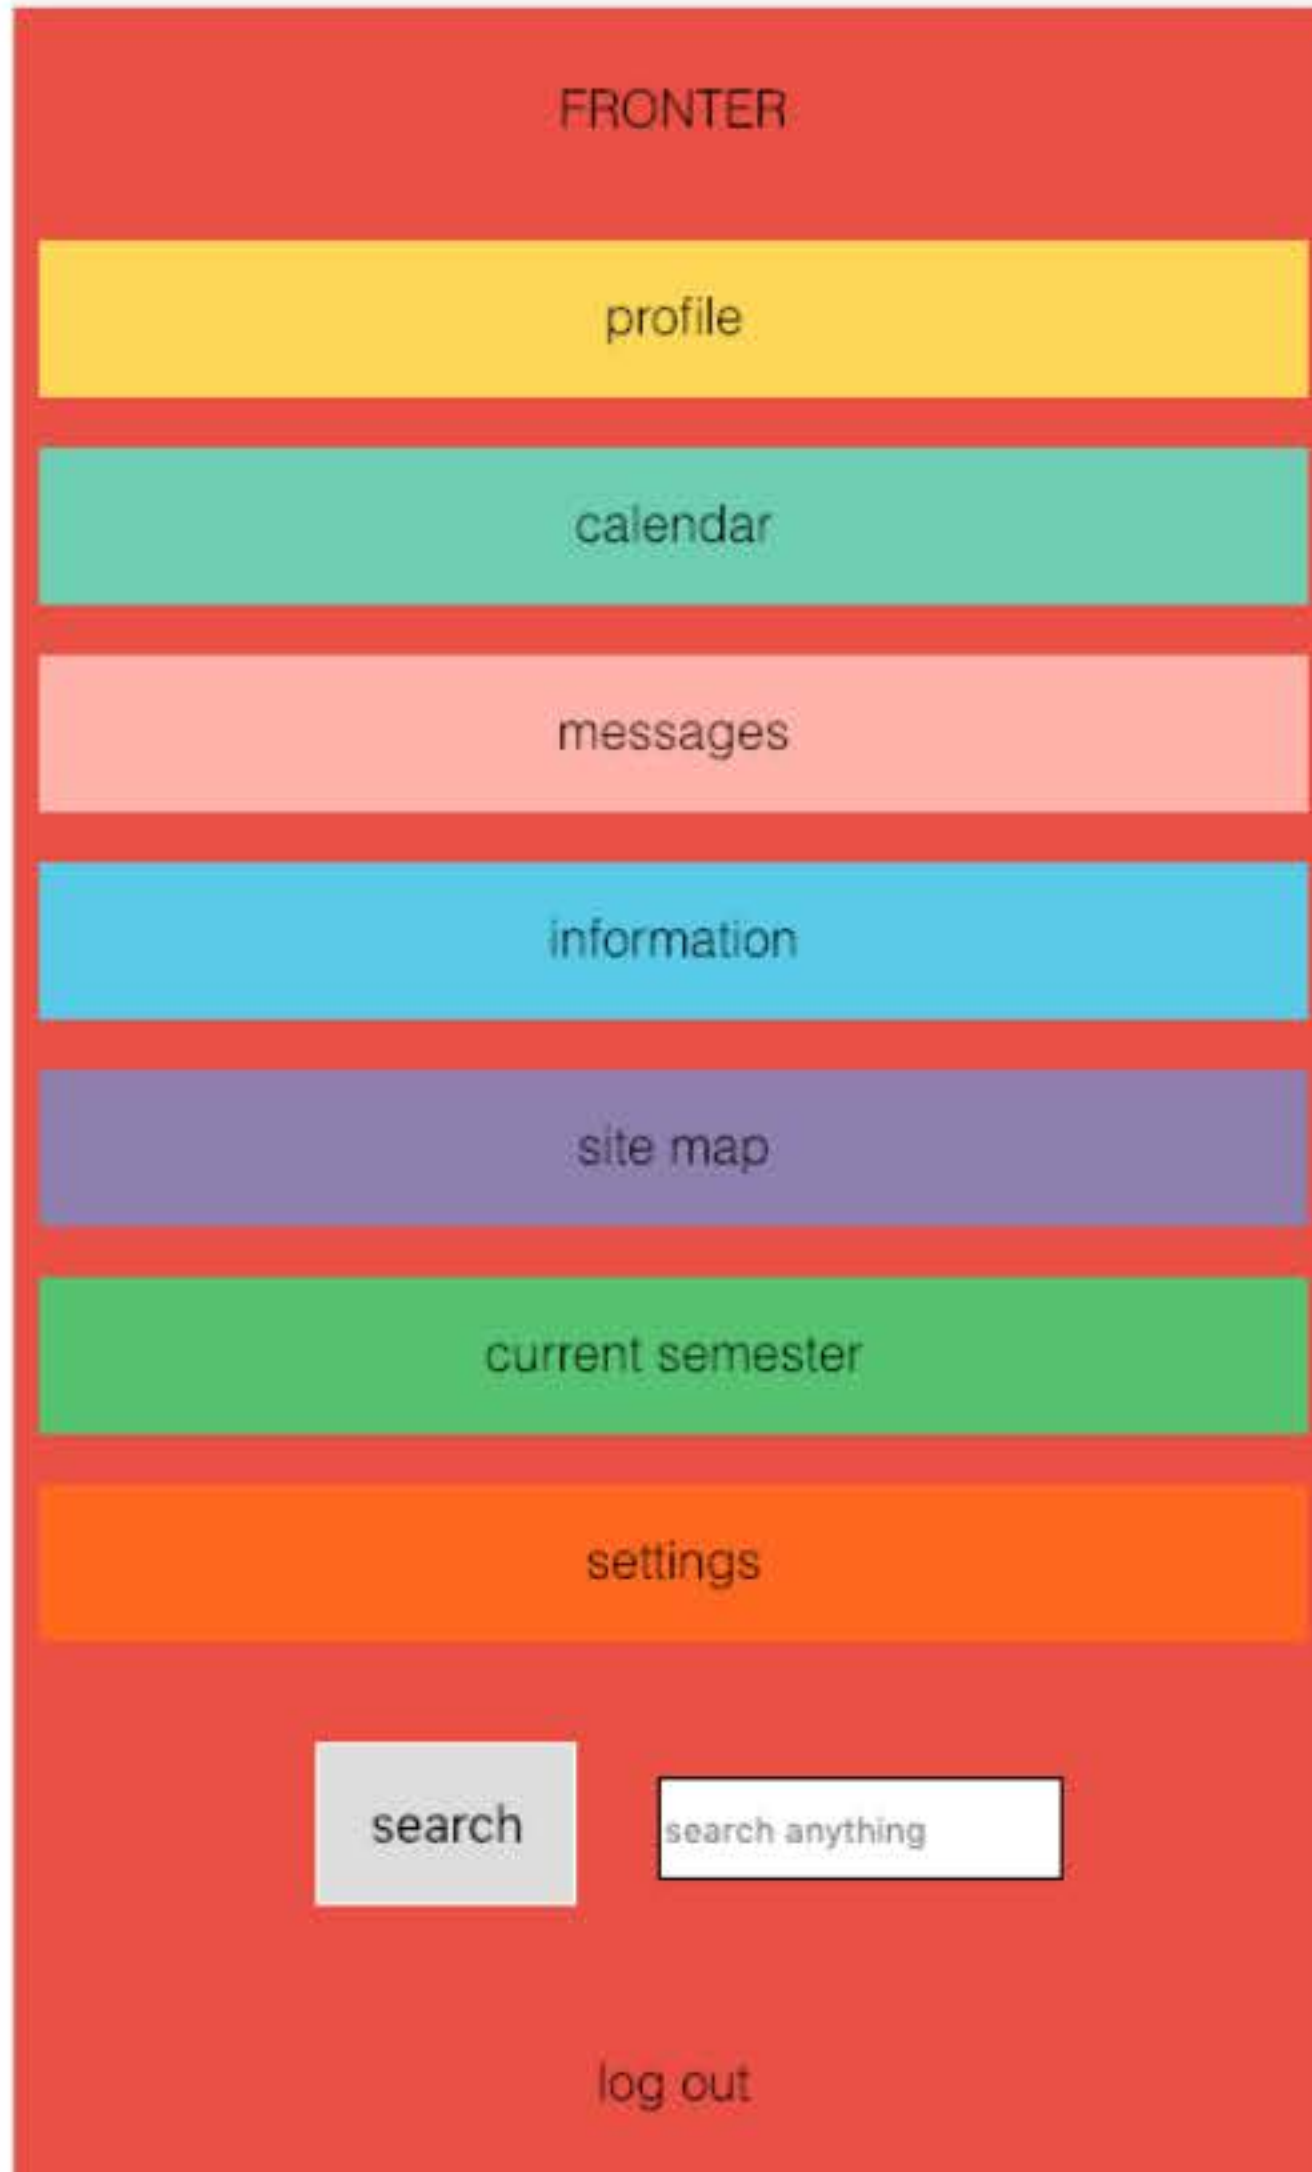 FRONTER
profile
calendar
messages
information
site map
current semester
settings
search
search anything
log out